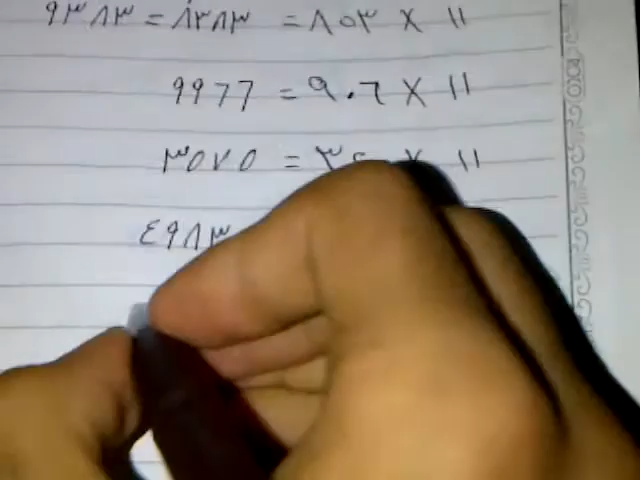 ١١ × ٨٥٣ = ٨٣٨٣ = ٩٣٨٣
١١ × ٩٠٦ = ٩٩٦٦
١١ × = ٣٥٧٥
٤٩٨٣